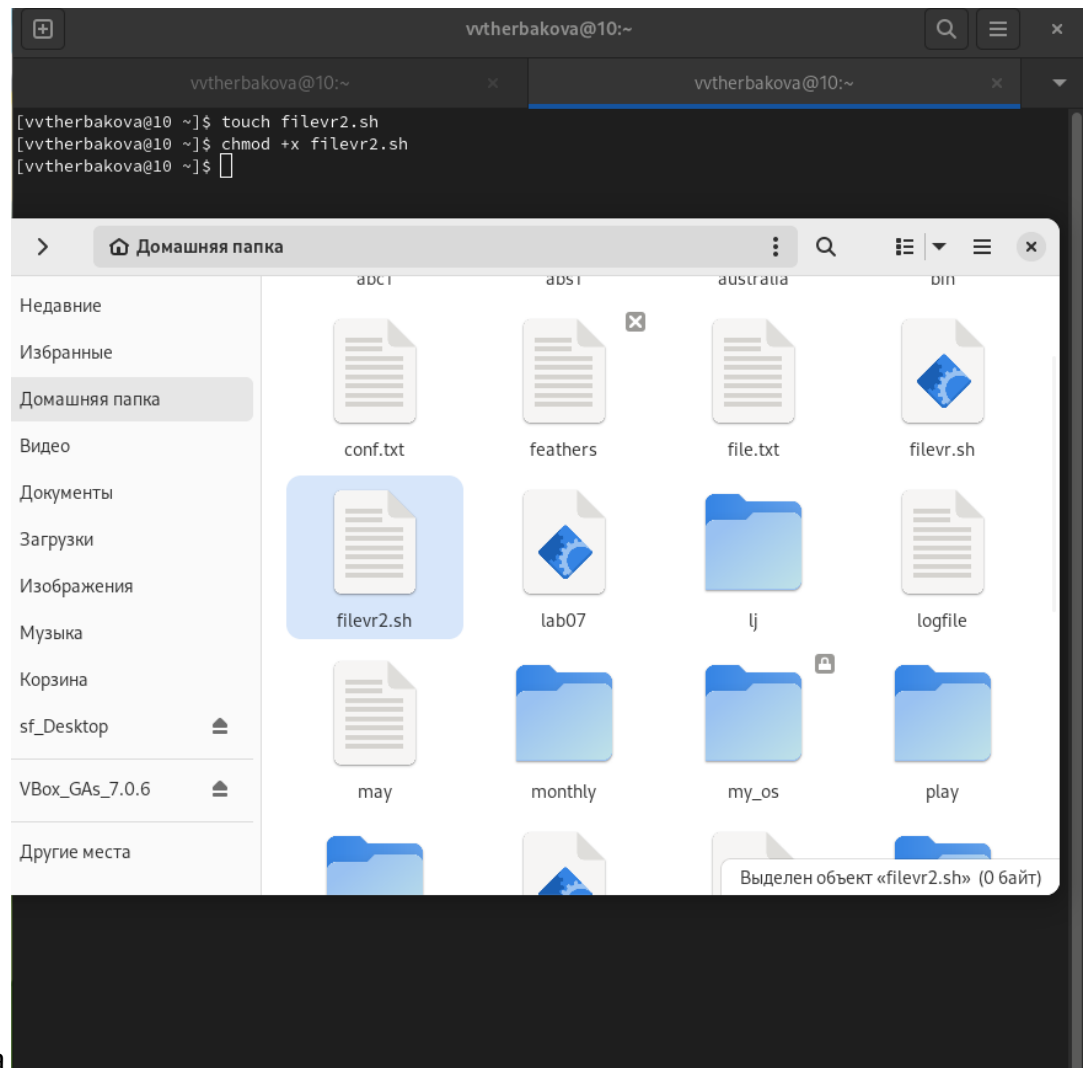 vvtherbakova@10:~
vvtherbakova@10:~ vvtherbakova@10:~
[vvtherbakova@10 ~]$ touch filevr2.sh
[vvtherbakova@10 ~]$ chmod +x filevr2.sh
[vvtherbakova@10 ~]$
Домашняя папка
Недавние
Избранные
Домашняя папка
Видео
Документы
Загрузки
Изображения
Музыка
Корзина
sf_Desktop
VBox_GAs_7.0.6
Другие места
abc1 abs1 australia bin
conf.txt feathers file.txt filevr.sh
filevr2.sh lab07 lj logfile
may monthly my_os play
Выделен объект «filevr2.sh» (0 байт)
а